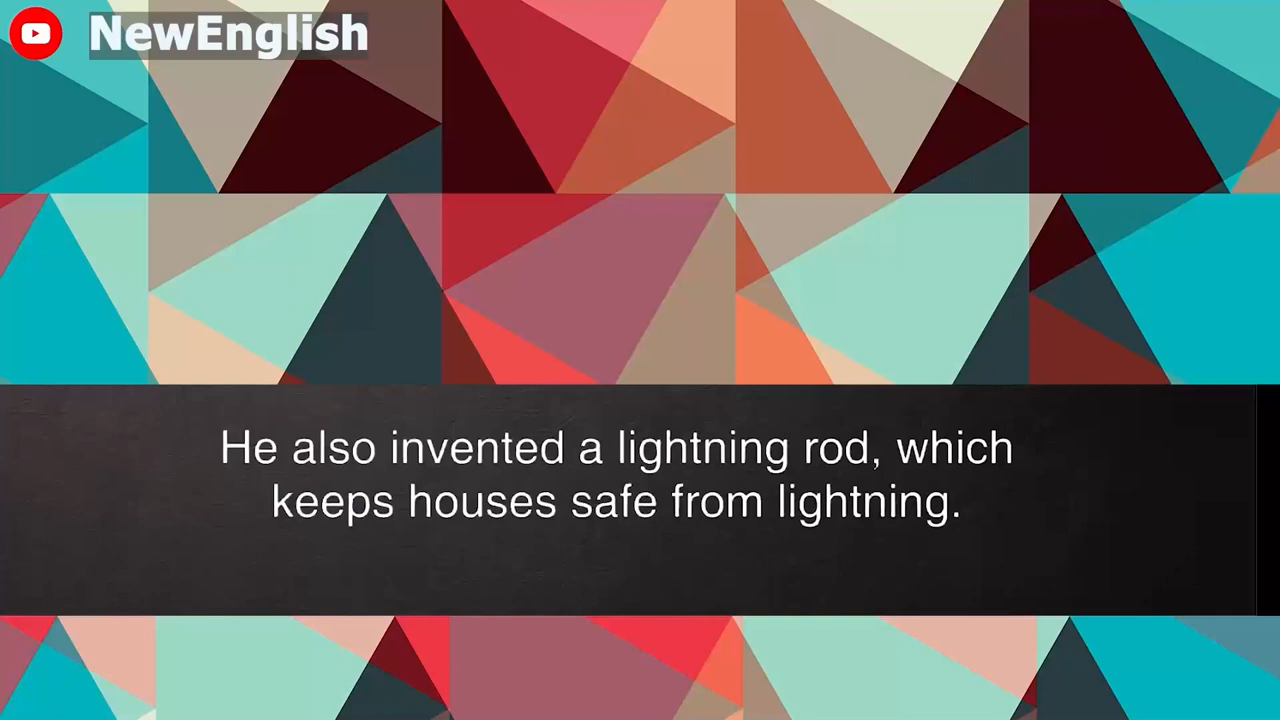 NewEnglish
He also invented a lightning rod, which
keeps houses safe from lightning.